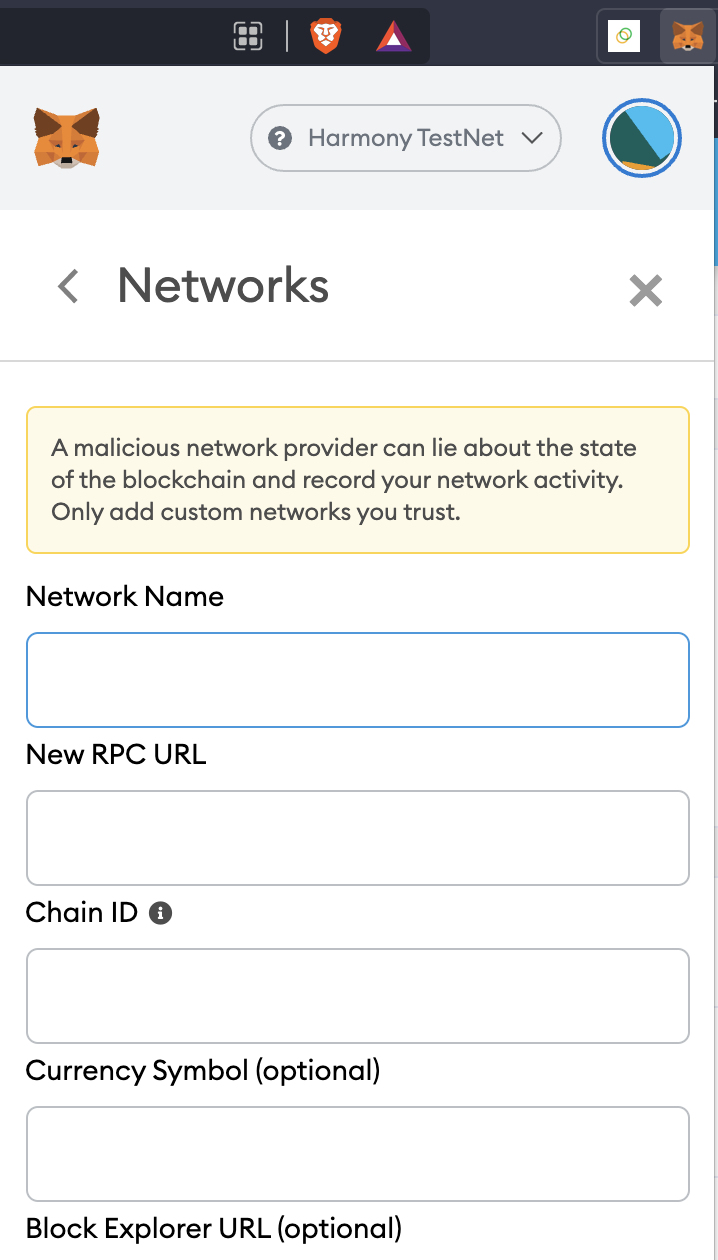 Harmony TestNet
Networks
A malicious network provider can lie about the state
of the blockchain and record your network activity.
Only add custom networks you trust.
Network Name
New RPC URL
Chain ID
Currency Symbol (optional)
Block Explorer URL (optional)